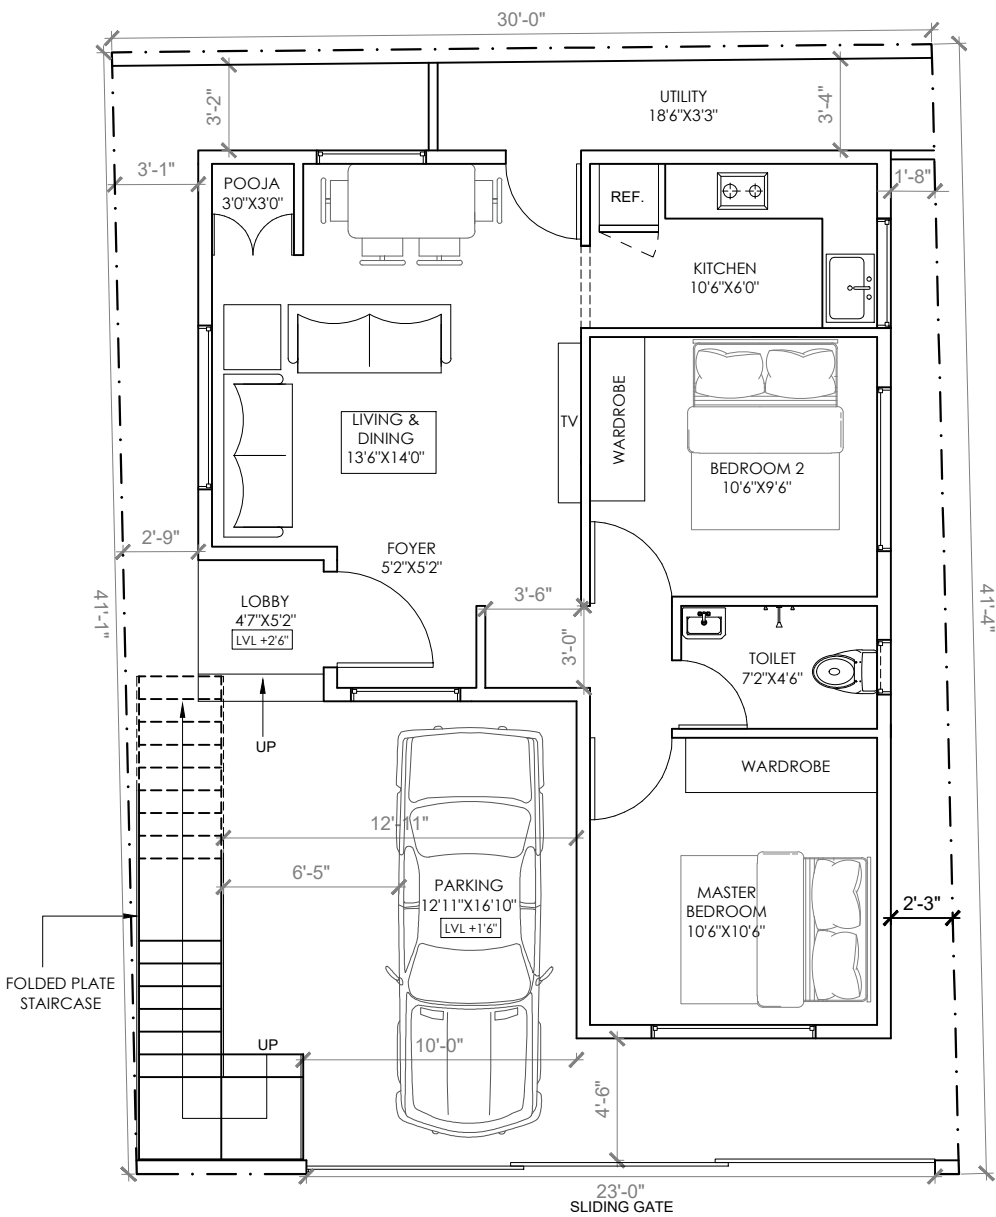 30'-0"
3'-2"
UTILITY
18'6"X3'3"
3'-4"
3'-1"
POOJA
3'0"X3'0"
REF.
1'-8"
KITCHEN
10'6"X6'0"
LIVING &
DINING
13'6"X14'0"
TV
WARDROBE
BEDROOM 2
10'6"X9'6"
2'-9"
FOYER
5'2"X5'2"
41'-1"
LOBBY
4'7"X5'2"
LVL +2'6"
3'-6"
3'-0"
TOILET
7'2"X4'6"
41'-4"
UP
WARDROBE
12'-11"
6'-5"
PARKING
12'11"X16'10"
LVL +1'6"
MASTER
BEDROOM
10'6"X10'6"
2'-3"
FOLDED PLATE
STAIRCASE
UP
10'-0"
4'-6"
23'-0"
SLIDING GATE